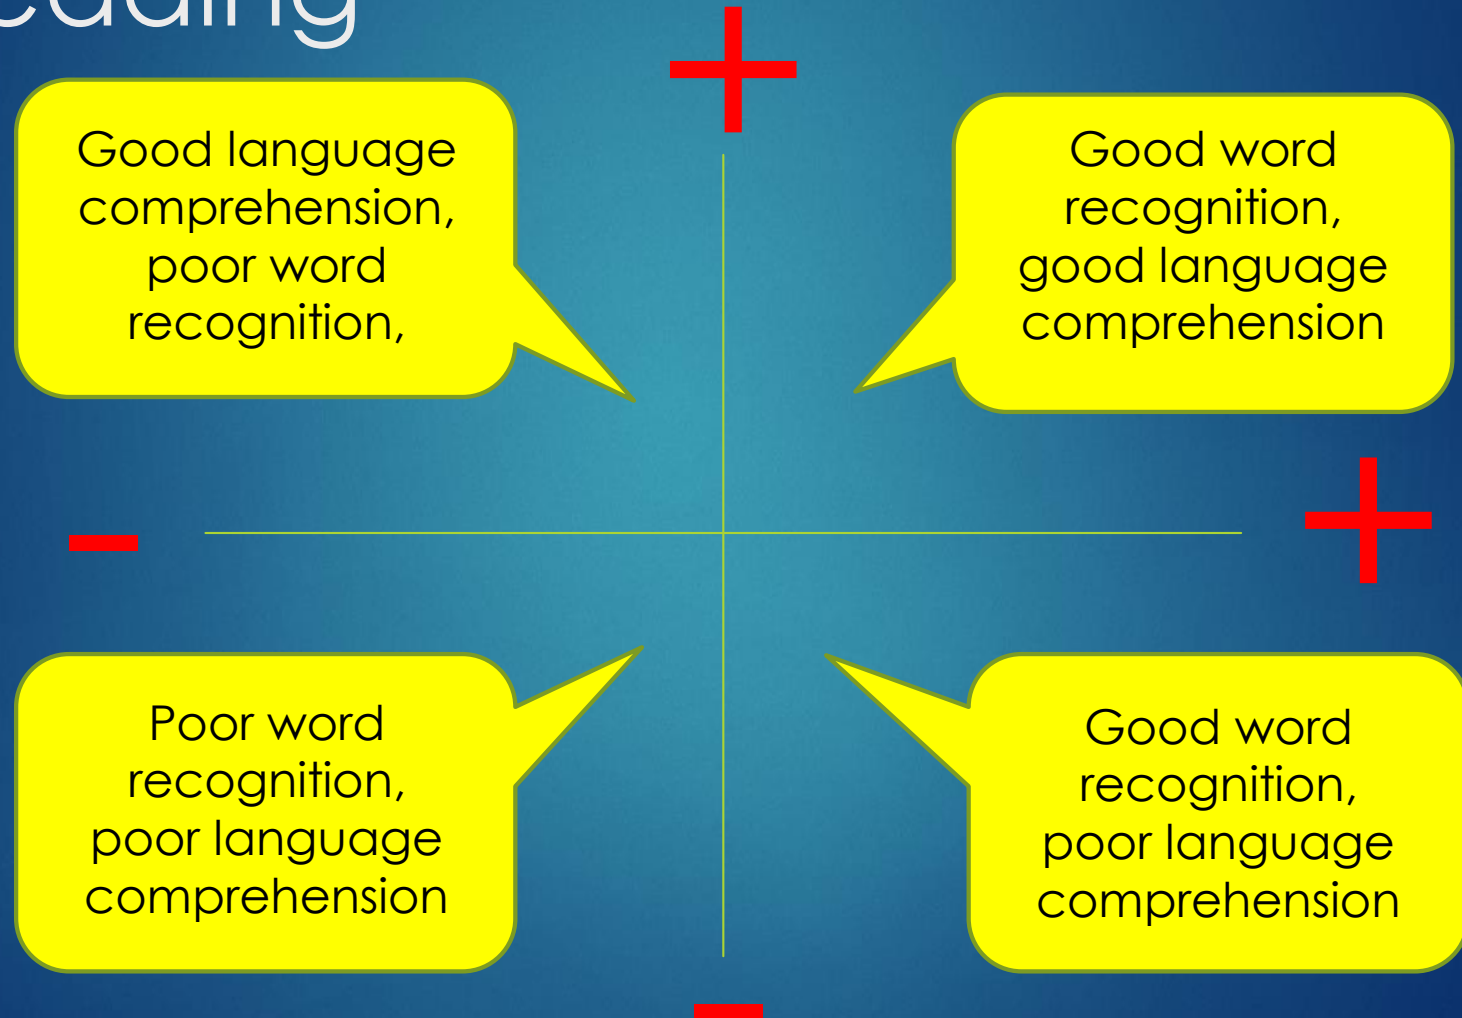 Good language
comprehension,
poor word
recognition,
Good word
recognition,
good language
comprehension
+
-
+
Poor word
recognition,
poor language
comprehension
Good word
recognition,
poor language
comprehension
-